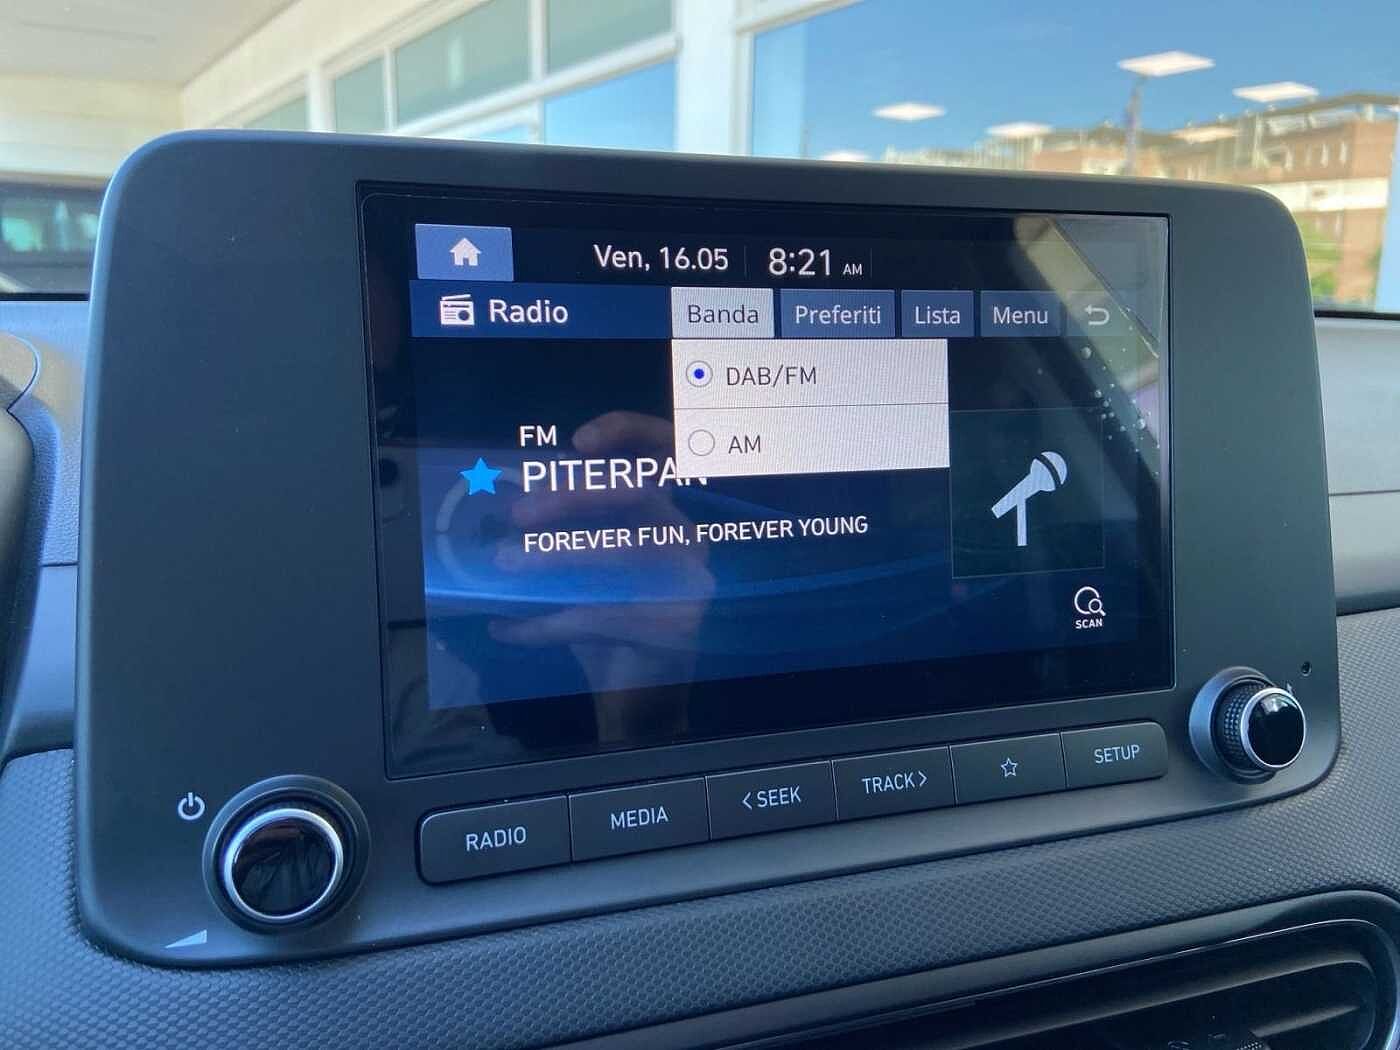 Ven, 16.05 8:21 AM
Radio Banda Preferiti Lista Menu
DAB/FM
AM
FM
PITERPAN
FOREVER FUN, FOREVER YOUNG
SCAN
RADIO MEDIA < SEEK TRACK > SETUP